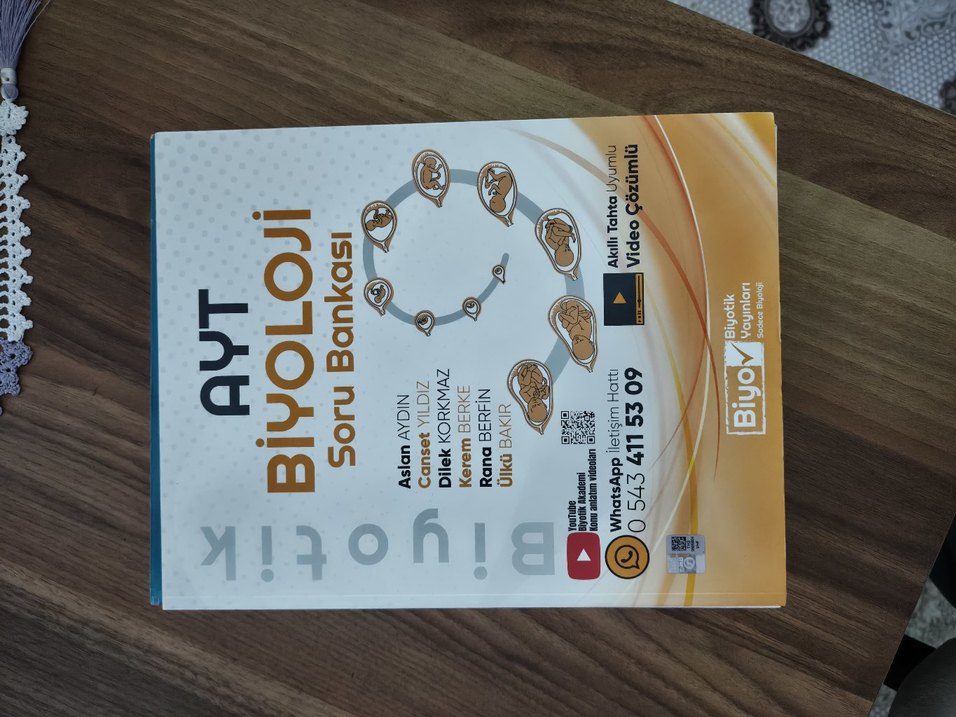 AYT
BİYOLOJİ
Soru Bankası
Aslan AYDIN
Canset YILDIZ
Dilek KORKMAZ
Kerem BERKE
Rana BERFİN
Ülkü BAKIR
Biyotik
YouTube
Biyotik Akademi
Konu anlatım videoları
WhatsApp İletişim Hattı
0 543 411 53 09
Akıllı Tahta Uyumlu
Video Çözümlü
Biyo
Biyotik
Yayınları
Sadece Biyoloji